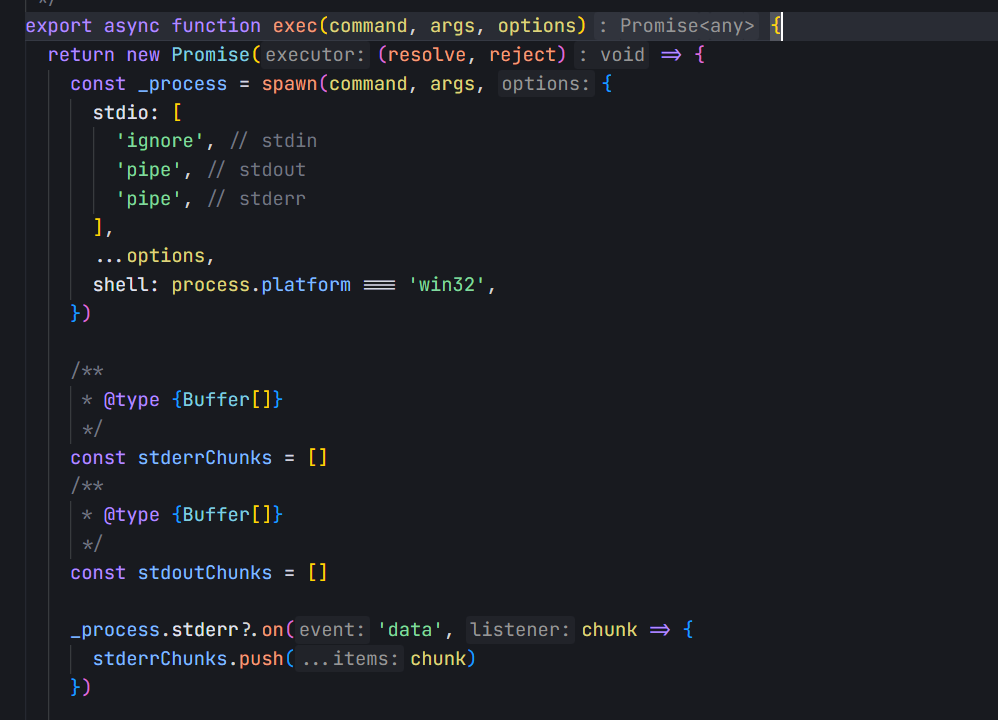 */
export async function exec(command, args, options) : Promise<any> {
  return new Promise(executor: (resolve, reject) : void => {
    const _process = spawn(command, args, options: {
      stdio: [
        'ignore', // stdin
        'pipe', // stdout
        'pipe', // stderr
      ],
      ...options,
      shell: process.platform === 'win32',
    })

    /**
     * @type {Buffer[]}
     */
    const stderrChunks = []
    /**
     * @type {Buffer[]}
     */
    const stdoutChunks = []

    _process.stderr?.on(event: 'data', listener: chunk => {
      stderrChunks.push(...items: chunk)
    })